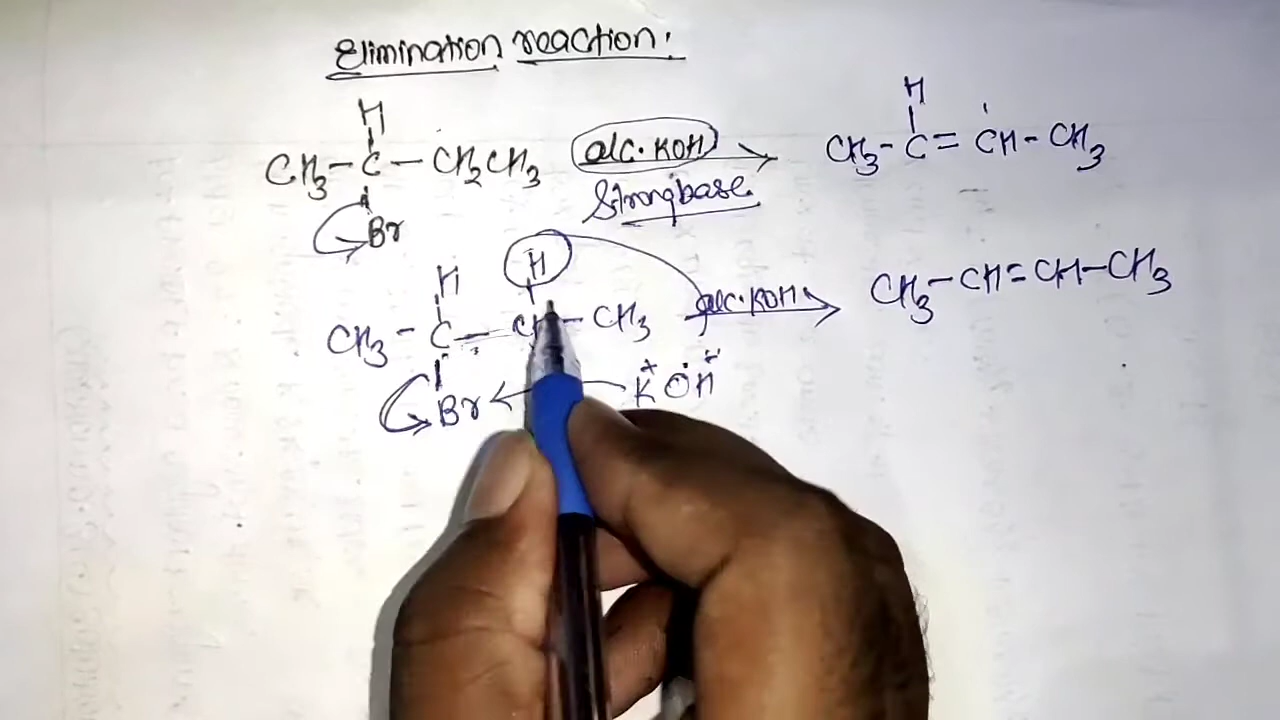 Elimination reaction.
H
CH3-C-CH2CH3 alc.KOH
Strong base
Br
H
CH3-C=CH-CH3
H H
CH3-C-CH-CH3 alc.KOH
Br K+ OH-
CH3-CH=CH-CH3